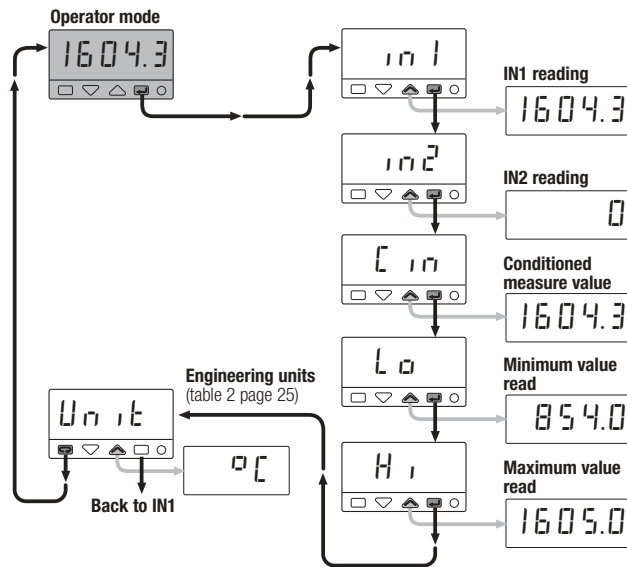 Operator mode
1604.3
in1
IN1 reading
1604.3
in2
IN2 reading
0
Cin
Conditioned
measure value
1604.3
Lo
Minimum value
read
854.0
Engineering units
(table 2 page 25)
Unit
°C
Back to IN1
Hi
Maximum value
read
1605.0